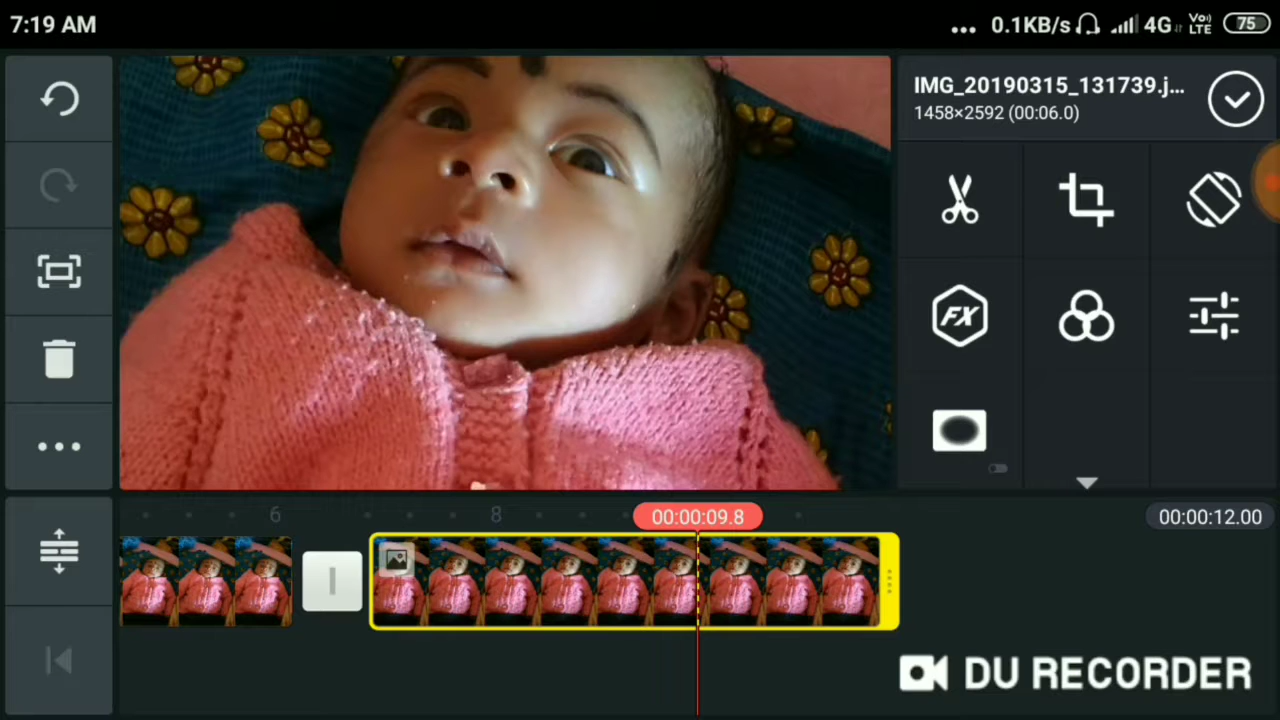 7:19 AM
... 0.1KB/s 4G Vo) LTE 75
IMG_20190315_131739.j...
1458×2592 (00:06.0)
FX
6
8
00:00:09.8
00:00:12.00
DU RECORDER